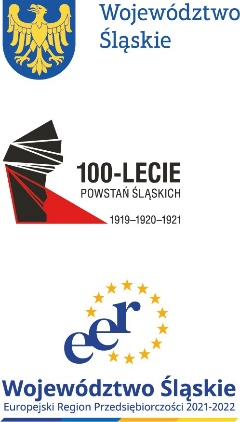 Województwo
Śląskie
100-LECIE
POWSTAŃ ŚLĄSKICH
1919–1920–1921
eer
Województwo Śląskie
Europejski Region Przedsiębiorczości 2021-2022